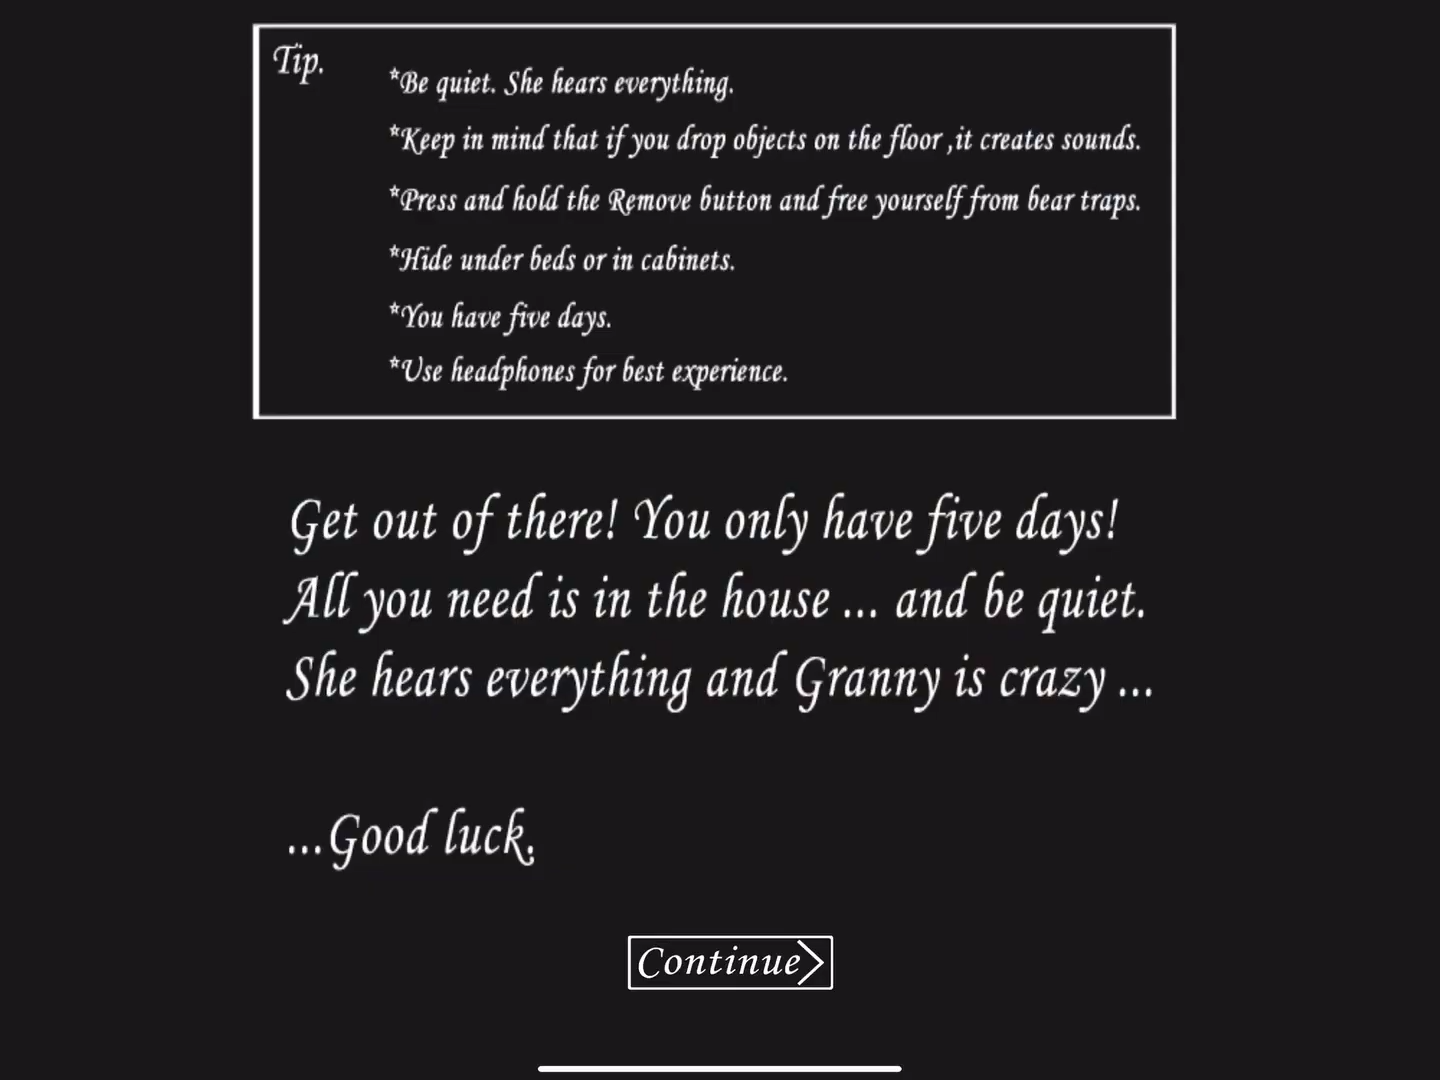 Tip.
*Be quiet. She hears everything.
*Keep in mind that if you drop objects on the floor ,it creates sounds.
*Press and hold the Remove button and free yourself from bear traps.
*Hide under beds or in cabinets.
*You have five days.
*Use headphones for best experience.
Get out of there! You only have five days!
All you need is in the house ... and be quiet.
She hears everything and Granny is crazy ...
...Good luck.
Continue>